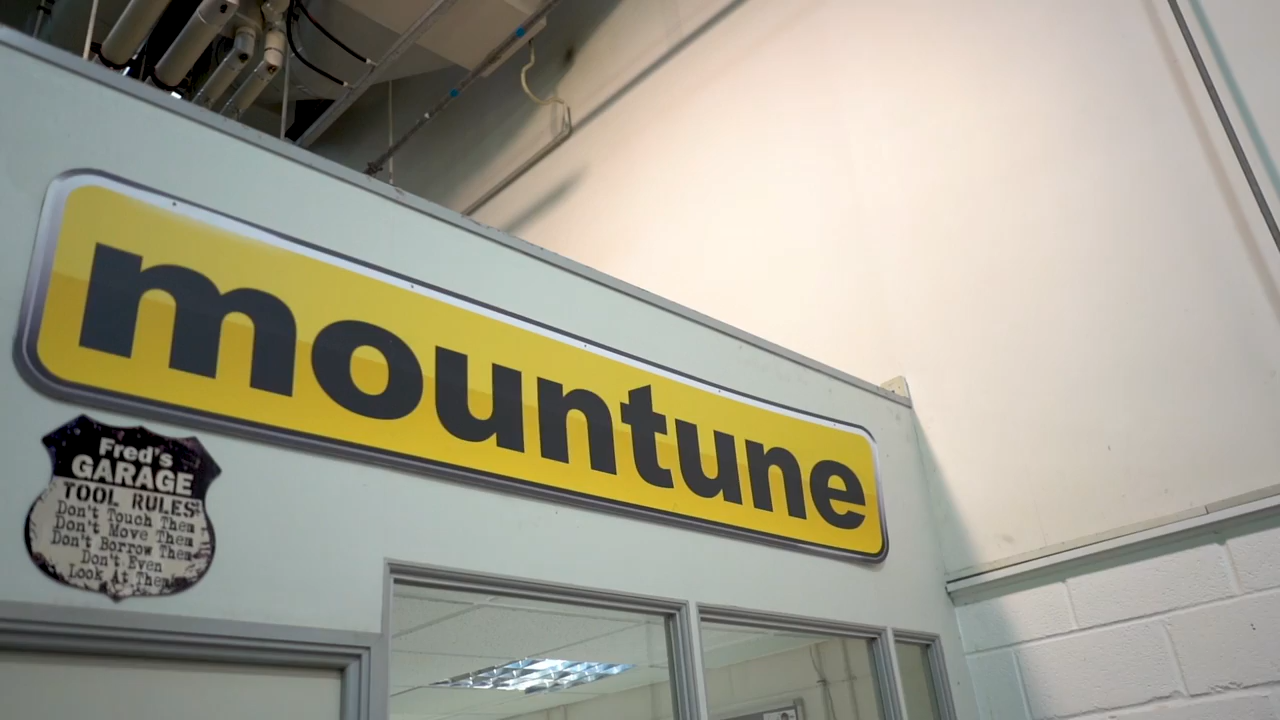 mountune
Fred's
GARAGE
TOOL RULES
Don't Touch Them
Don't Move Them
Don't Borrow Them
Don't Even
Look At Them